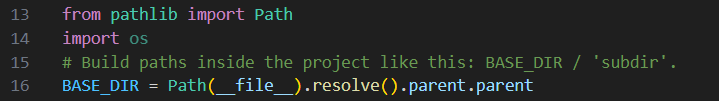 13 from pathlib import Path
14 import os
15 # Build paths inside the project like this: BASE_DIR / 'subdir'.
16 BASE_DIR = Path(__file__).resolve().parent.parent